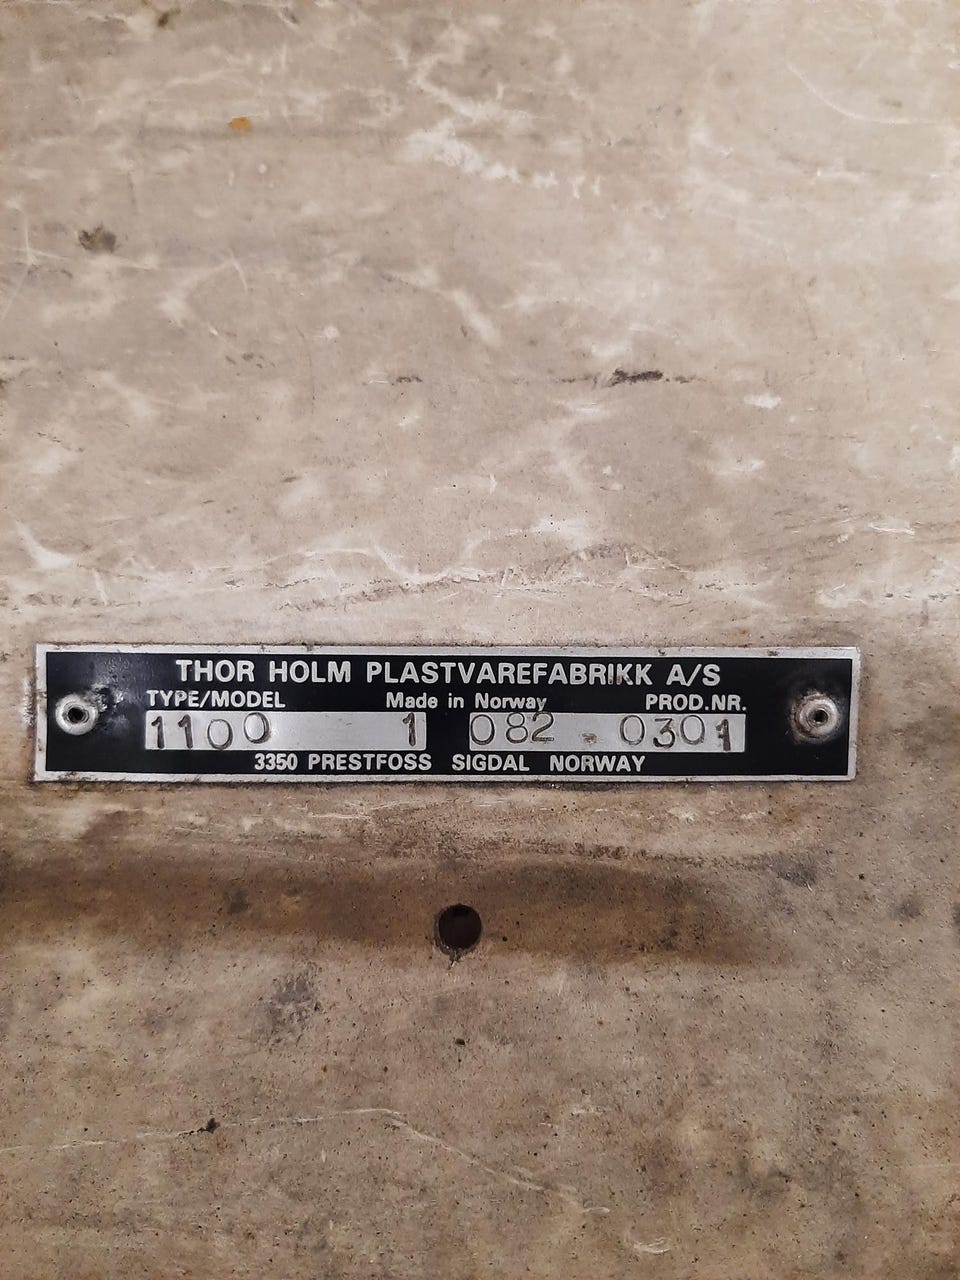 THOR HOLM PLASTVAREFABRIKK A/S
TYPE/MODEL Made in Norway PROD.NR.
1100 1 082 - 0301
3350 PRESTFOSS SIGDAL NORWAY